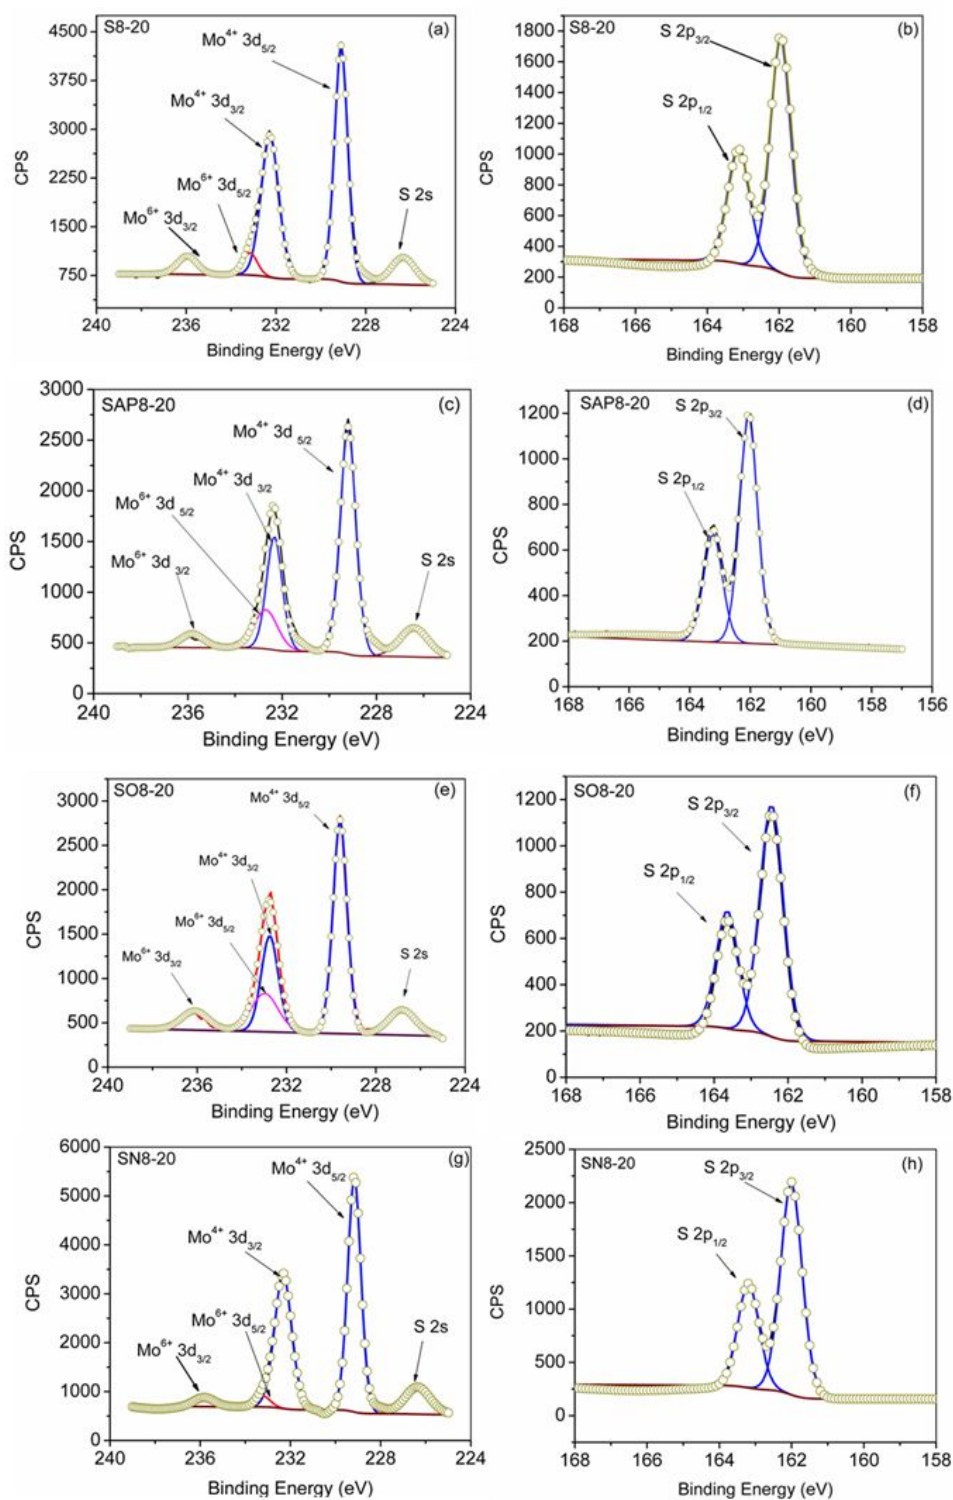 S8-20
(a)
Mo⁴⁺ 3d₅/₂
Mo⁴⁺ 3d₃/₂
Mo⁶⁺ 3d₅/₂
Mo⁶⁺ 3d₃/₂
S 2s
4500
3750
3000
2250
1500
750
CPS
240 236 232 228 224
Binding Energy (eV)
S8-20
(b)
S 2p₃/₂
S 2p₁/₂
1800
1600
1400
1200
1000
800
600
400
200
0
CPS
168 166 164 162 160 158
Binding Energy (eV)
SAP8-20
(c)
Mo⁴⁺ 3d ₅/₂
Mo⁴⁺ 3d ₃/₂
Mo⁶⁺ 3d ₅/₂
Mo⁶⁺ 3d ₃/₂
S 2s
3000
2500
2000
1500
1000
500
0
CPS
240 236 232 228 224
Binding Energy (eV)
SAP8-20
(d)
S 2p₃/₂
S 2p₁/₂
1200
1000
800
600
400
200
0
CPS
168 166 164 162 160 158 156
Binding Energy (eV)
SO8-20
(e)
Mo⁴⁺ 3d₅/₂
Mo⁴⁺ 3d₃/₂
Mo⁶⁺ 3d₅/₂
Mo⁶⁺ 3d₃/₂
S 2s
3000
2500
2000
1500
1000
500
0
CPS
240 236 232 228 224
Binding Energy (eV)
SO8-20
(f)
S 2p₃/₂
S 2p₁/₂
1200
1000
800
600
400
200
0
CPS
168 166 164 162 160 158
Binding Energy (eV)
SN8-20
(g)
Mo⁴⁺ 3d₅/₂
Mo⁴⁺ 3d₃/₂
Mo⁶⁺ 3d₅/₂
Mo⁶⁺ 3d₃/₂
S 2s
6000
5000
4000
3000
2000
1000
0
CPS
240 236 232 228 224
Binding Energy (eV)
SN8-20
(h)
S 2p₃/₂
S 2p₁/₂
2500
2000
1500
1000
500
0
CPS
168 166 164 162 160 158
Binding Energy (eV)